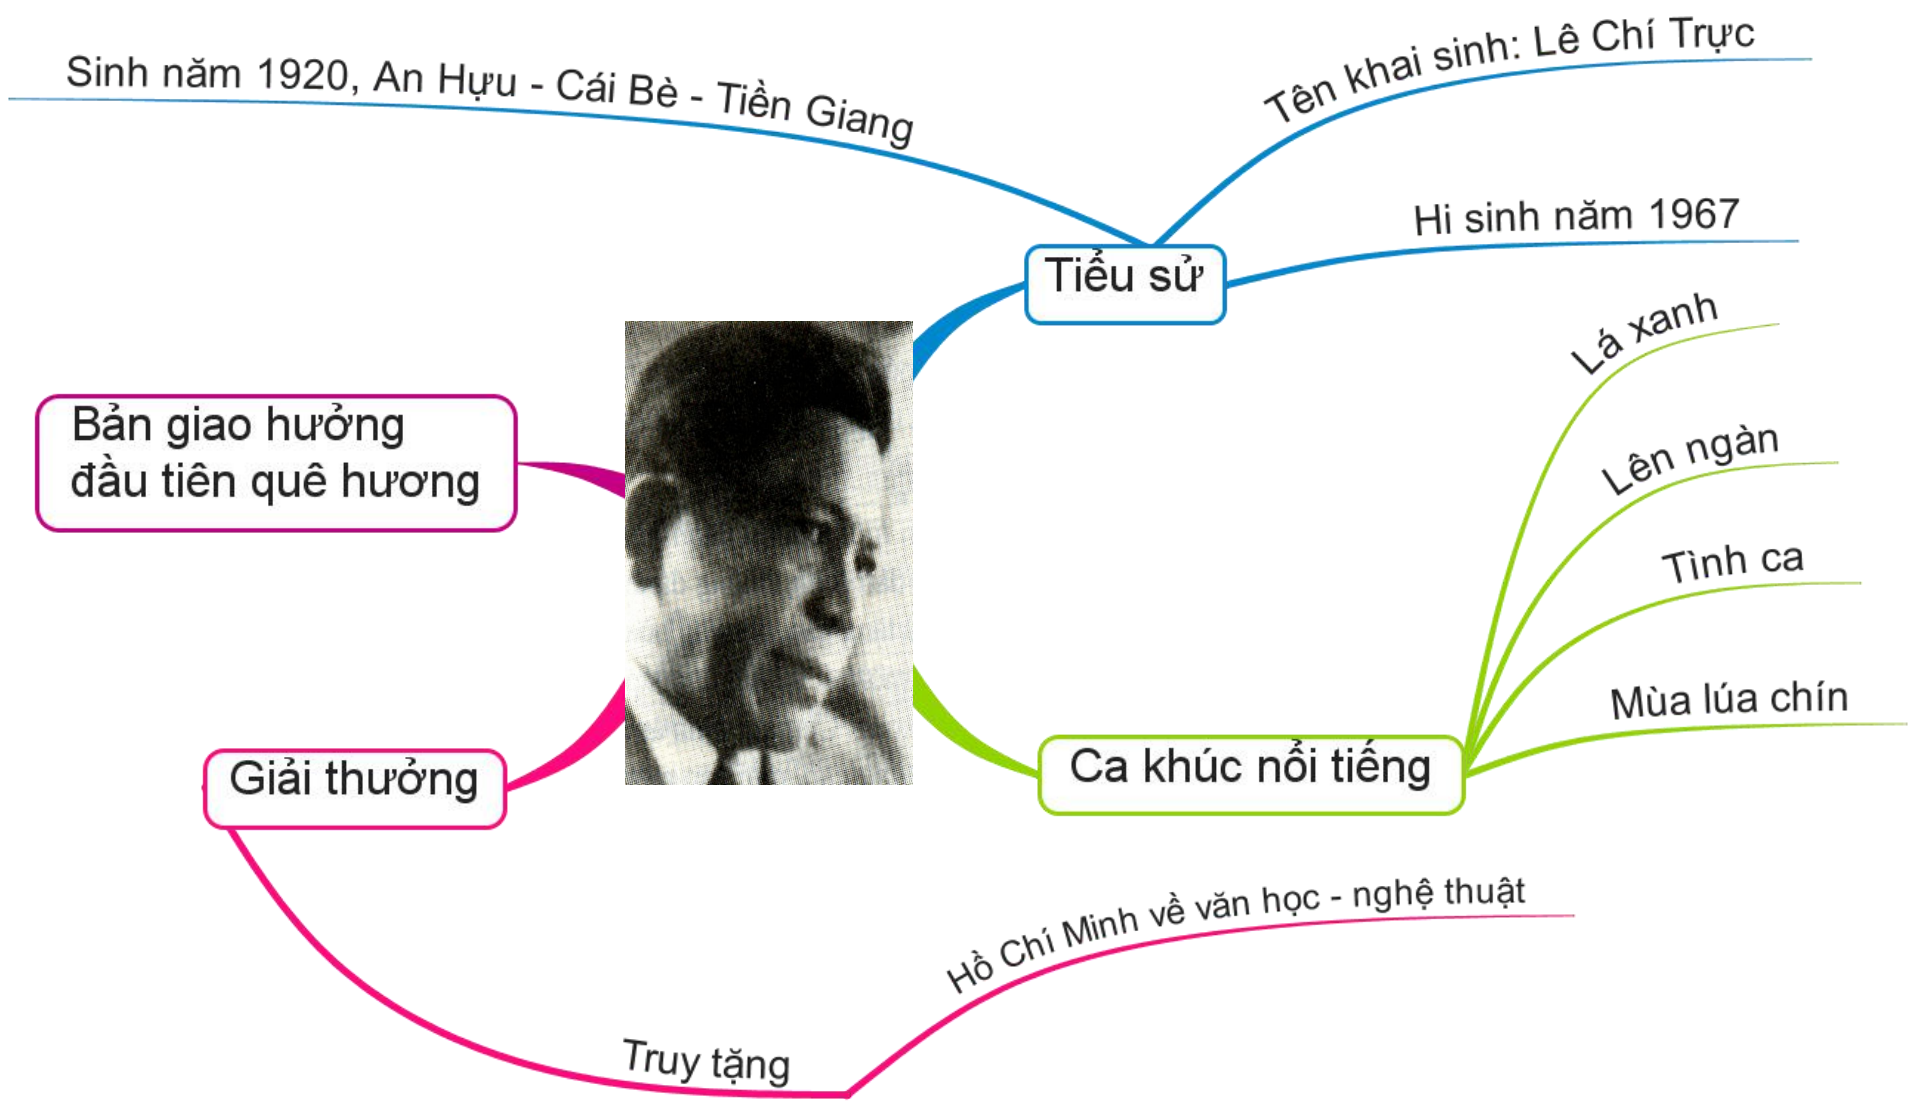 Sinh năm 1920, An Hựu - Cái Bè - Tiền Giang
Tên khai sinh: Lê Chí Trực
Hi sinh năm 1967
Tiểu sử
Lá xanh
Lên ngàn
Tình ca
Mùa lúa chín
Ca khúc nổi tiếng
Bản giao hưởng
đầu tiên quê hương
Giải thưởng
Truy tặng
Hồ Chí Minh về văn học - nghệ thuật